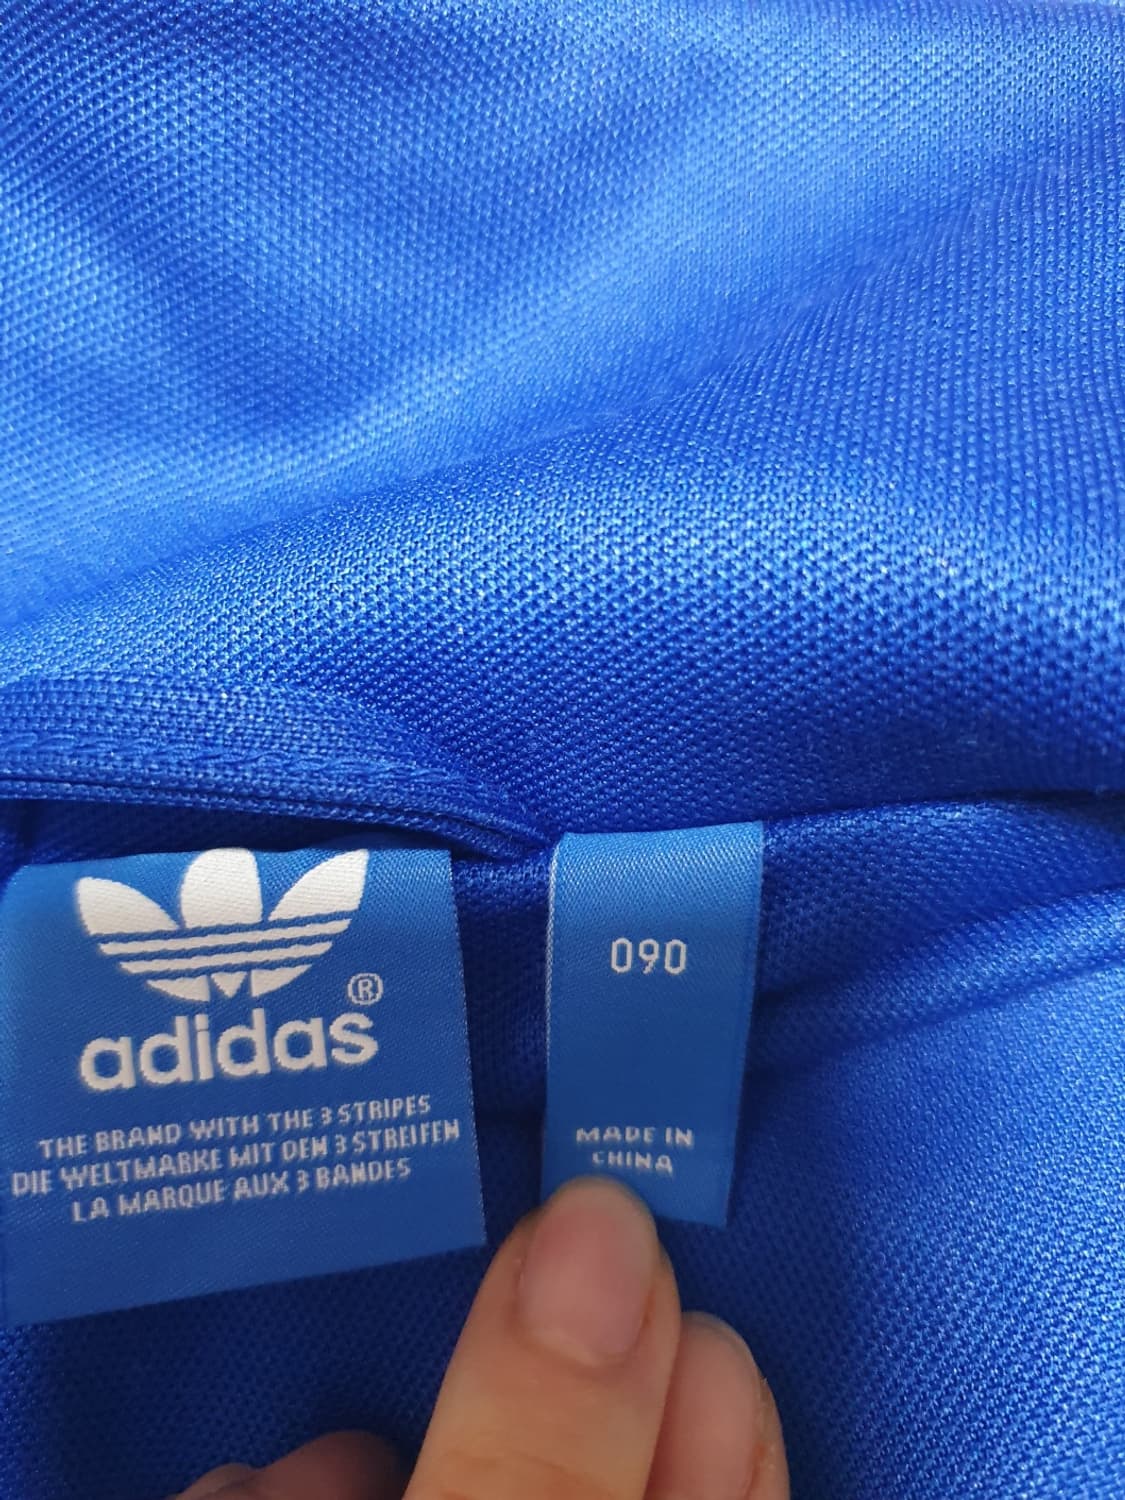 ®
adidas
THE BRAND WITH THE 3 STRIPES
DIE WELTMARKE MIT DEN 3 STREIFEN
LA MARQUE AUX 3 BANDES
090
MADE IN
CHINA